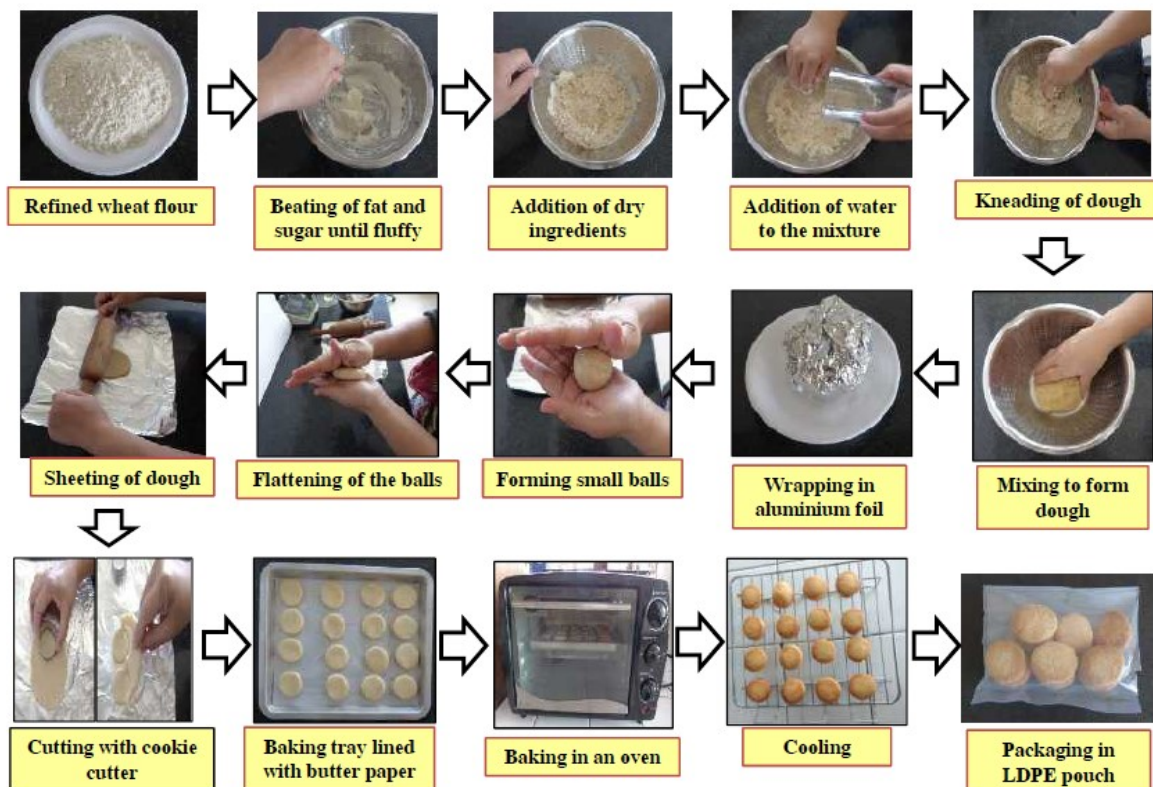 Refined wheat flour
Beating of fat and
sugar until fluffy
Addition of dry
ingredients
Addition of water
to the mixture
Kneading of dough
Mixing to form
dough
Wrapping in
aluminium foil
Forming small balls
Flattening of the balls
Sheeting of dough
Cutting with cookie
cutter
Baking tray lined
with butter paper
Baking in an oven
Cooling
Packaging in
LDPE pouch